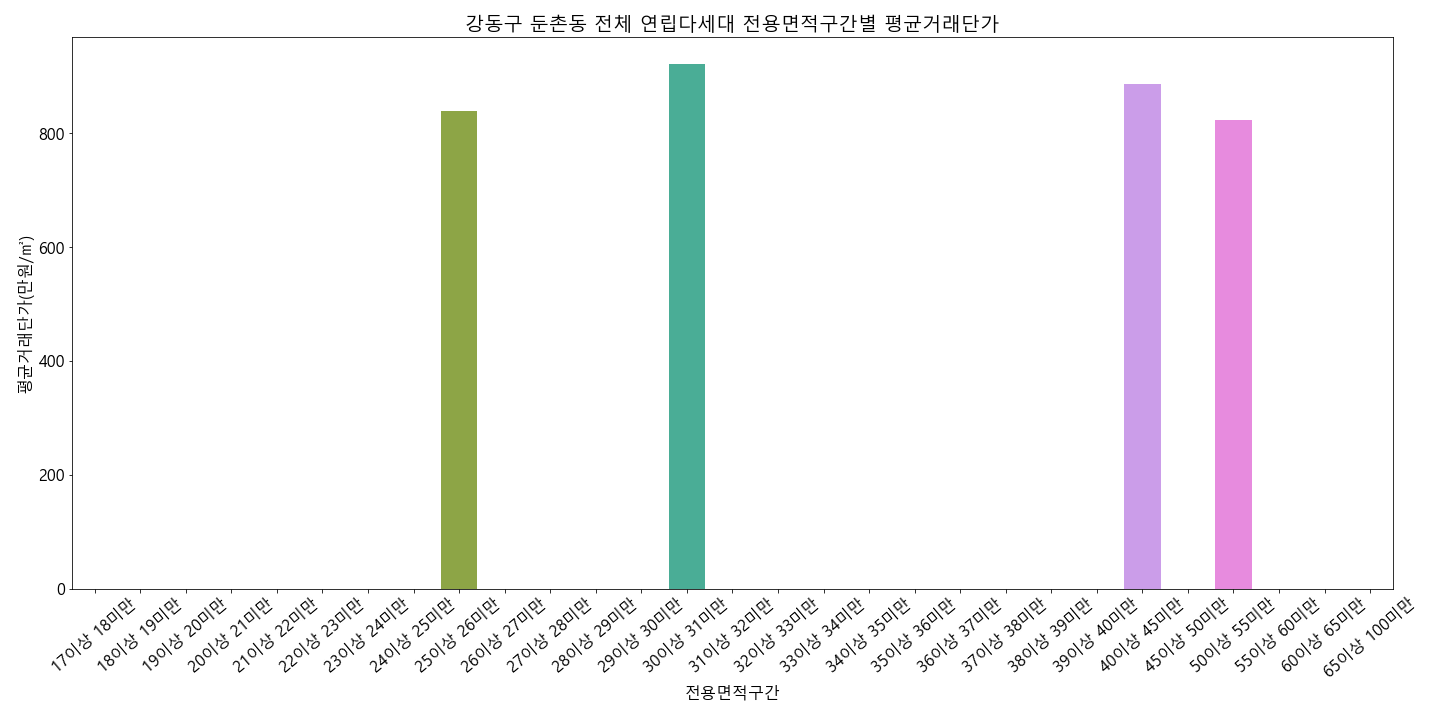 강동구 둔촌동 전체 연립다세대 전용면적구간별 평균거래단가
평균거래단가(만원/㎡)
800
600
400
200
0
17이상 18미만
18이상 19미만
19이상 20미만
20이상 21미만
21이상 22미만
22이상 23미만
23이상 24미만
24이상 25미만
25이상 26미만
26이상 27미만
27이상 28미만
28이상 29미만
29이상 30미만
30이상 31미만
31이상 32미만
32이상 33미만
33이상 34미만
34이상 35미만
35이상 36미만
36이상 37미만
37이상 38미만
38이상 39미만
39이상 40미만
40이상 45미만
45이상 50미만
50이상 55미만
55이상 60미만
60이상 65미만
65이상 100미만
전용면적구간